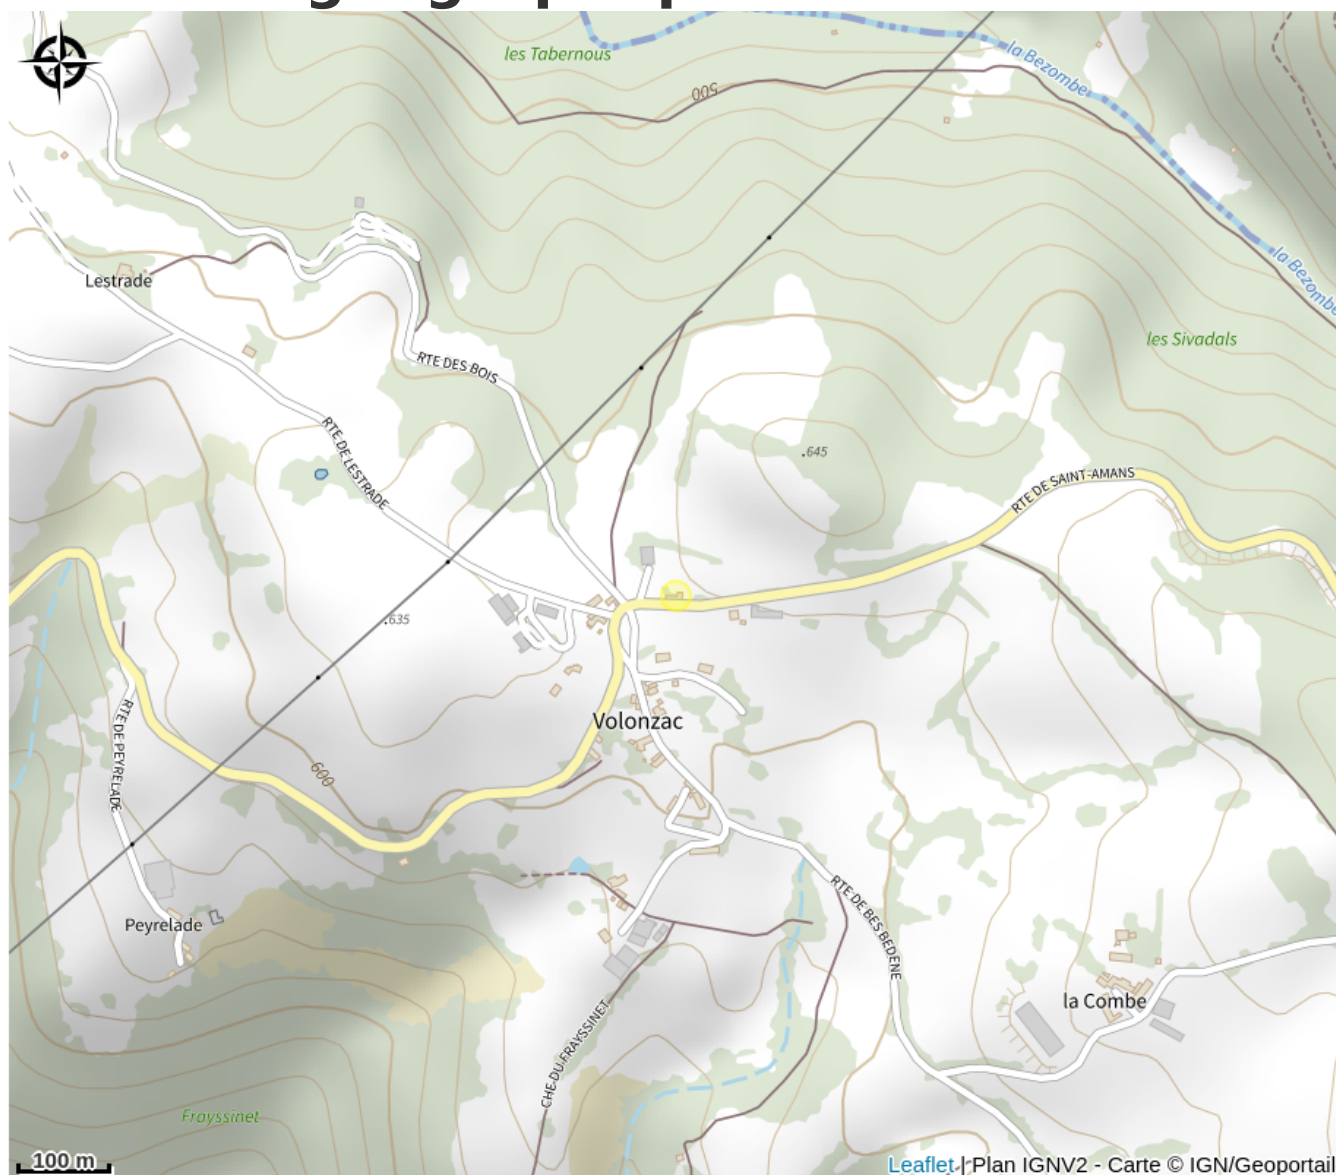 les Tabernous
la Bezombe
500
Lestrade
la Bezombe
les Sivadals
RTE DES BOIS
RTE DE LESTRADE
.645
RTE DE SAINT-AMANS
.635
RTE DE PEYRELADE
Volonzac
600
Peyrelade
RTE DE BES BEDENE
la Combe
CHE DU FRAYSSINET
Frayssinet
100 m
Leaflet | Plan IGNV2 - Carte © IGN/Geoportail